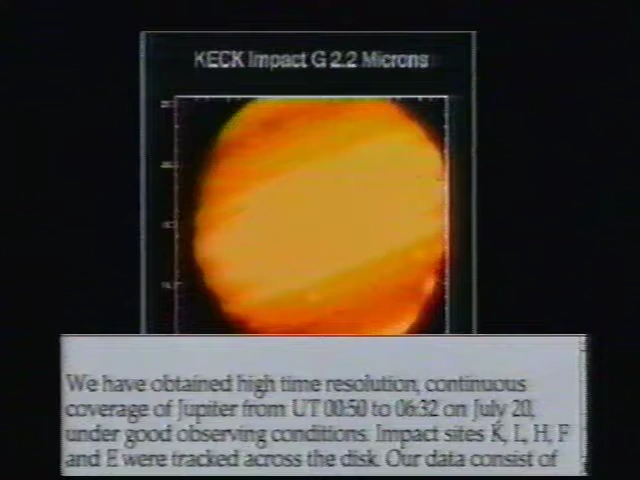 KECK Impact G 2.2 Microns
We have obtained high time resolution, continuous
coverage of Jupiter from UT 00:50 to 06:32 on July 20,
under good observing conditions. Impact sites K, L, H, F
and E were tracked across the disk. Our data consist of